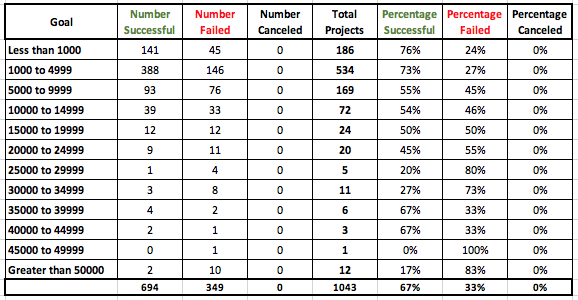 Goal Number Successful Number Failed Number Canceled Total Projects Percentage Successful Percentage Failed Percentage Canceled
Less than 1000 141 45 0 186 76% 24% 0%
1000 to 4999 388 146 0 534 73% 27% 0%
5000 to 9999 93 76 0 169 55% 45% 0%
10000 to 14999 39 33 0 72 54% 46% 0%
15000 to 19999 12 12 0 24 50% 50% 0%
20000 to 24999 9 11 0 20 45% 55% 0%
25000 to 29999 1 4 0 5 20% 80% 0%
30000 to 34999 3 8 0 11 27% 73% 0%
35000 to 39999 4 2 0 6 67% 33% 0%
40000 to 44999 2 1 0 3 67% 33% 0%
45000 to 49999 0 1 0 1 0% 100% 0%
Greater than 50000 2 10 0 12 17% 83% 0%
694 349 0 1043 67% 33% 0%